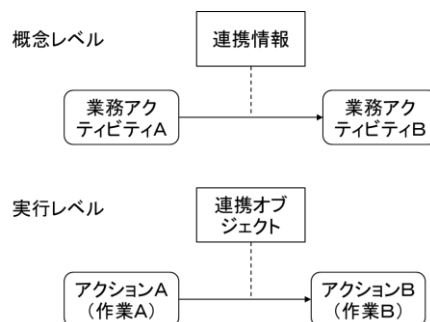 概念レベル
連携情報
業務アク
ティビティA
業務アク
ティビティB
実行レベル
連携オブ
ジェクト
アクションA
（作業A）
アクションB
（作業B）